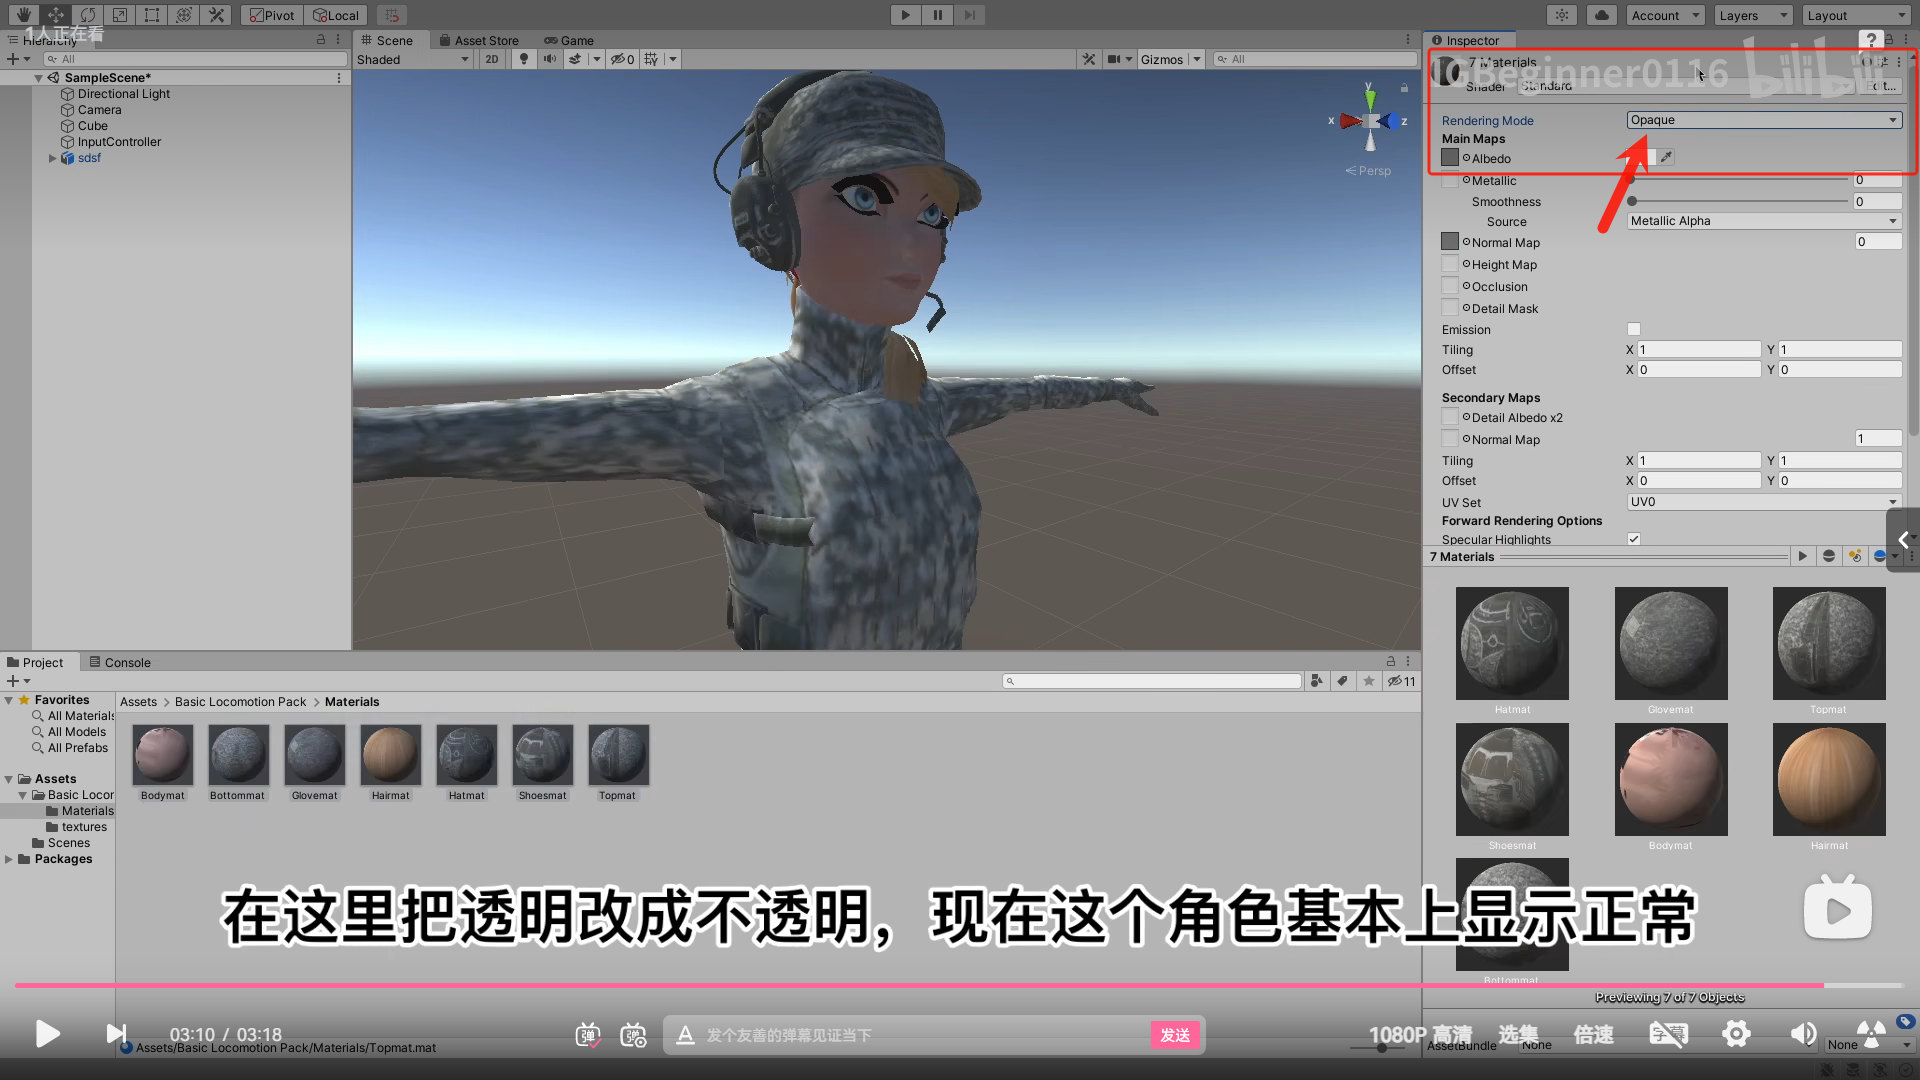 Pivot
Local
Account
Layers
Layout
1人正在看
Hierarchy
All
SampleScene*
Directional Light
Camera
Cube
InputController
sdsf
Scene
Asset Store
Game
Shaded
2D
0
Gizmos
All
y
x
z
Persp
Inspector
7 Materials
GBeginner0116
bilibili
Shader
Standard
Edit...
Rendering Mode
Opaque
Main Maps
Albedo
Metallic
0
Smoothness
0
Source
Metallic Alpha
Normal Map
0
Height Map
Occlusion
Detail Mask
Emission
Tiling
X 1
Y 1
Offset
X 0
Y 0
Secondary Maps
Detail Albedo x2
Normal Map
1
Tiling
X 1
Y 1
Offset
X 0
Y 0
UV Set
UV0
Forward Rendering Options
Specular Highlights
7 Materials
Hatmat
Glovemat
Topmat
Shoesmat
Bodymat
Hairmat
Bottommat
Previewing 7 of 7 Objects
AssetBundle
None
None
Project
Console
11
Favorites
All Materials
All Models
All Prefabs
Assets
Basic Locor
Materials
textures
Scenes
Packages
Assets > Basic Locomotion Pack > Materials
Bodymat
Bottommat
Glovemat
Hairmat
Hatmat
Shoesmat
Topmat
在这里把透明改成不透明，现在这个角色基本上显示正常
03:10 / 03:18
弹
弹
A
发个友善的弹幕见证当下
发送
1080P 高清
选集
倍速
字幕
Assets/Basic Locomotion Pack/Materials/Topmat.mat